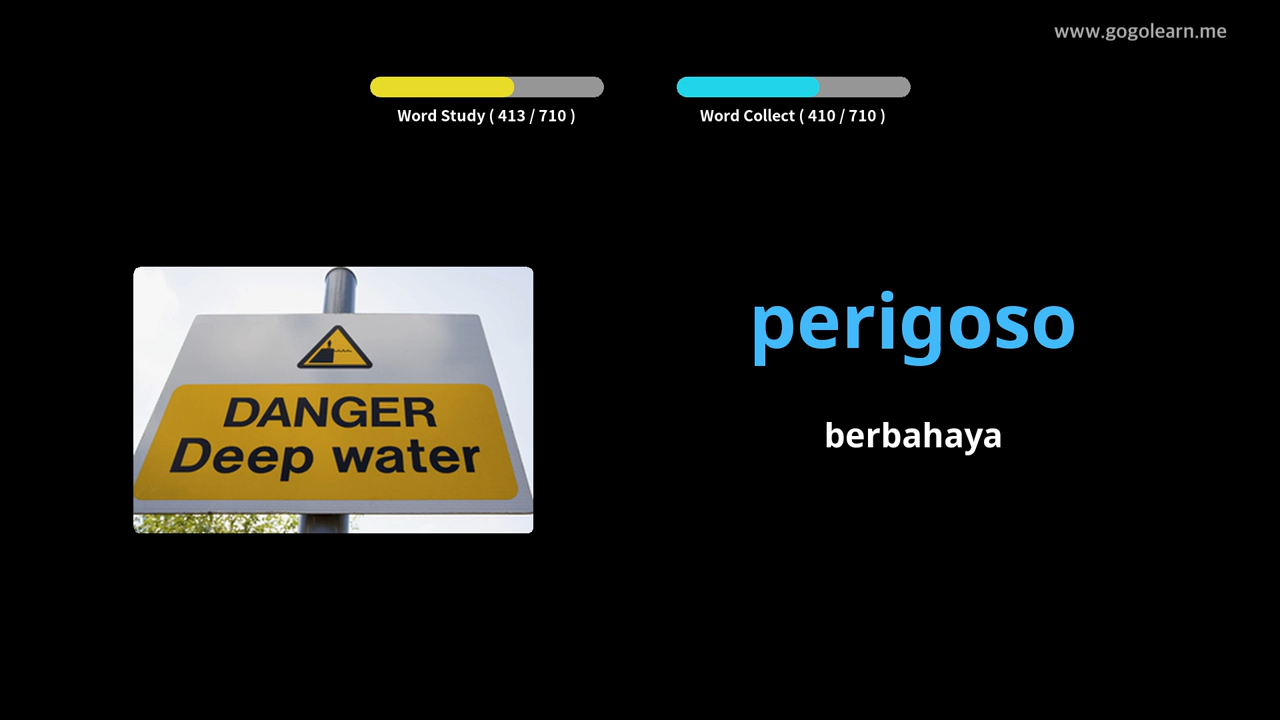 www.gogolearn.me
Word Study ( 413 / 710 )
Word Collect ( 410 / 710 )
DANGER
Deep water
perigoso
berbahaya